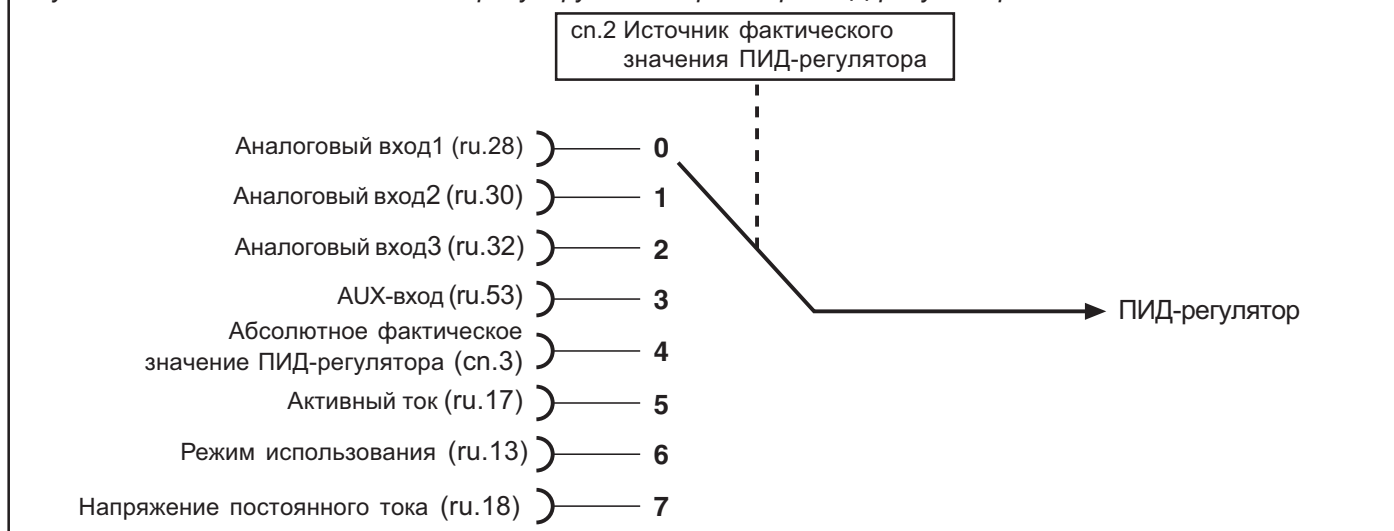 cn.2 Источник фактического
значения ПИД-регулятора
Аналоговый вход1 (ru.28) 0
Аналоговый вход2 (ru.30) 1
Аналоговый вход3 (ru.32) 2
AUX-вход (ru.53) 3
Абсолютное фактическое
значение ПИД-регулятора (cn.3) 4
Активный ток (ru.17) 5
Режим использования (ru.13) 6
Напряжение постоянного тока (ru.18) 7
ПИД-регулятор